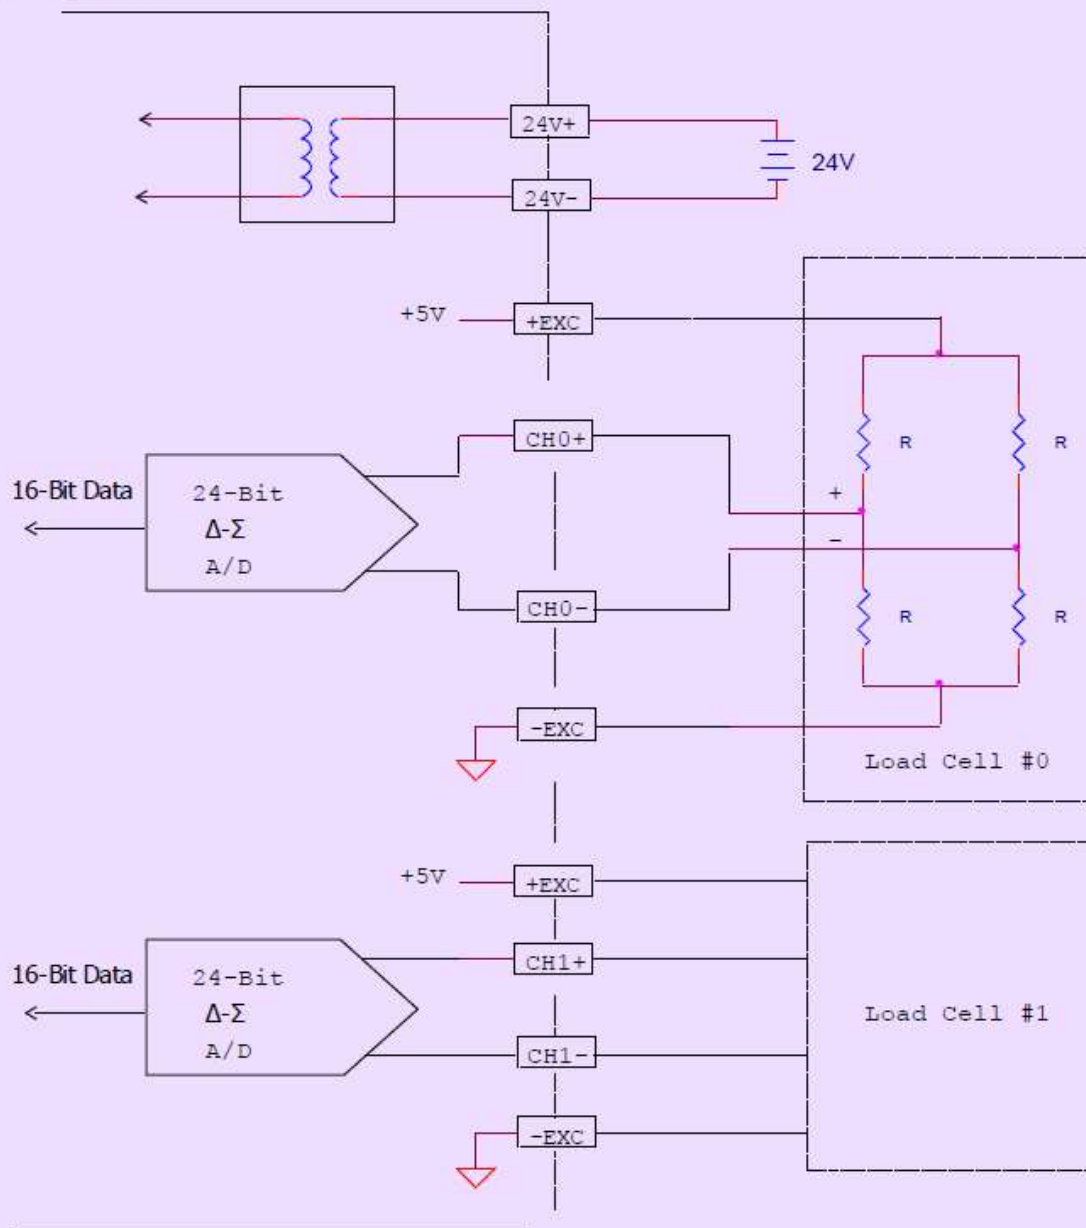 24V+
24V
24V-
+5V
+EXC
CH0+
R
R
16-Bit Data
24-Bit
Δ-Σ
A/D
+
-
CH0-
R
R
-EXC
Load Cell #0
+5V
+EXC
CH1+
16-Bit Data
24-Bit
Δ-Σ
A/D
Load Cell #1
CH1-
-EXC